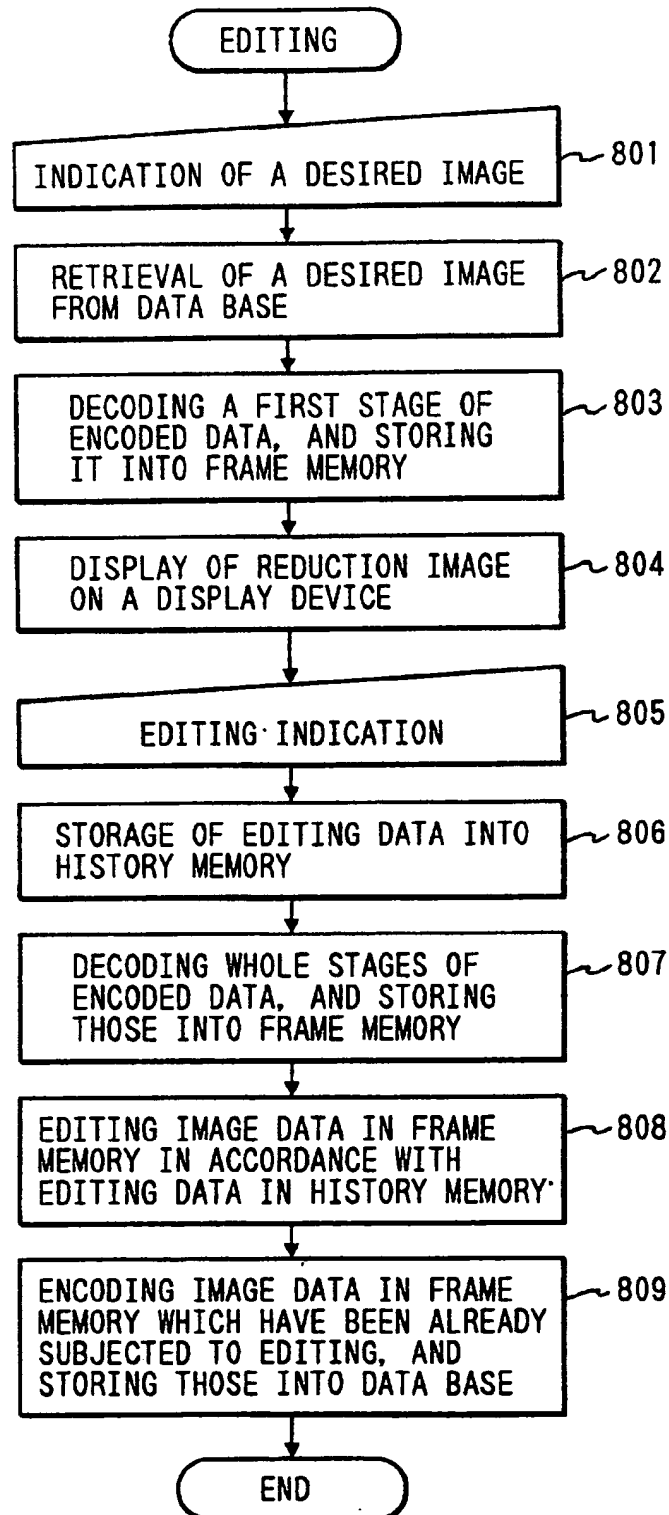 EDITING
INDICATION OF A DESIRED IMAGE
801
RETRIEVAL OF A DESIRED IMAGE
FROM DATA BASE
802
DECODING A FIRST STAGE OF
ENCODED DATA, AND STORING
IT INTO FRAME MEMORY
803
DISPLAY OF REDUCTION IMAGE
ON A DISPLAY DEVICE
804
EDITING INDICATION
805
STORAGE OF EDITING DATA INTO
HISTORY MEMORY
806
DECODING WHOLE STAGES OF
ENCODED DATA, AND STORING
THOSE INTO FRAME MEMORY
807
EDITING IMAGE DATA IN FRAME
MEMORY IN ACCORDANCE WITH
EDITING DATA IN HISTORY MEMORY
808
ENCODING IMAGE DATA IN FRAME
MEMORY WHICH HAVE BEEN ALREADY
SUBJECTED TO EDITING, AND
STORING THOSE INTO DATA BASE
809
END